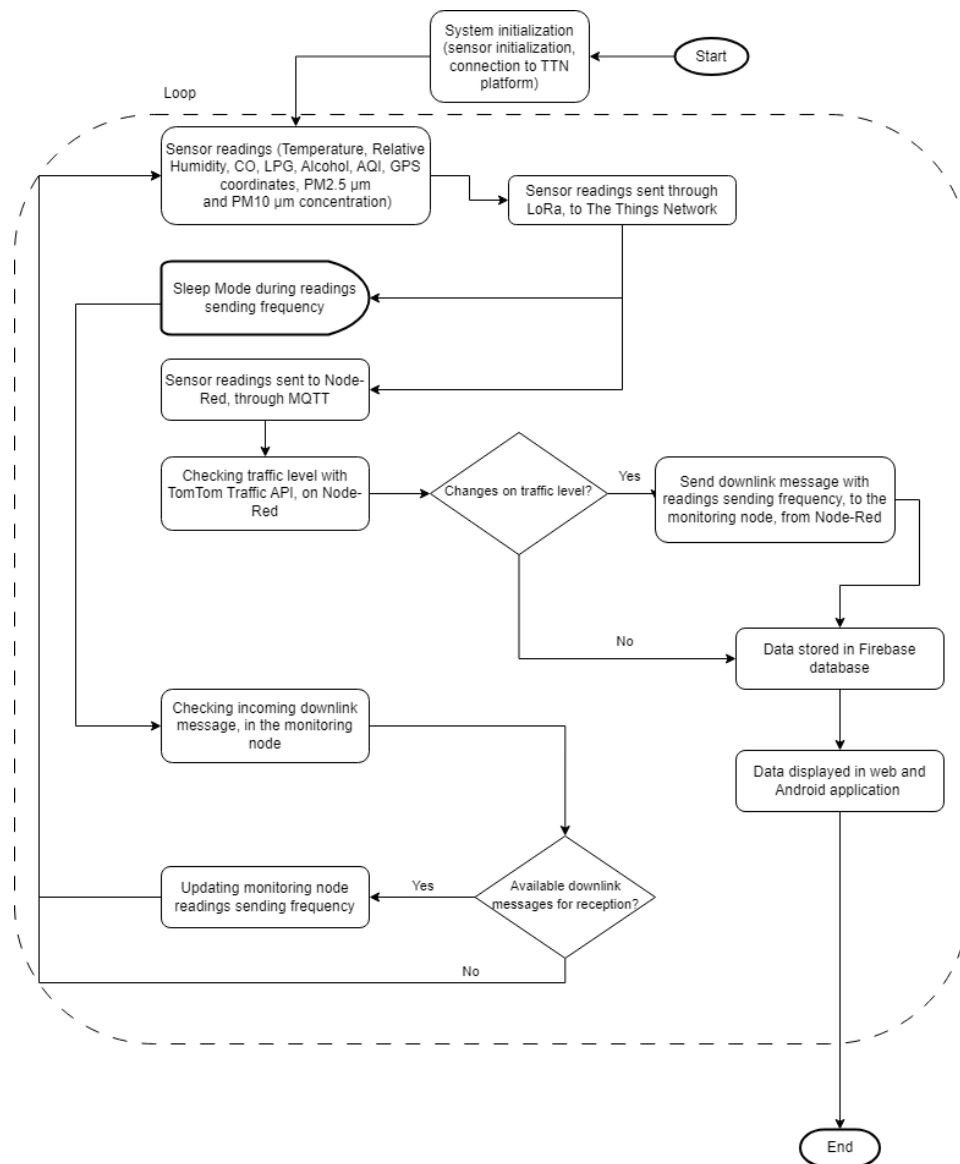 System initialization
(sensor initialization,
connection to TTN
platform)
Start
Loop
Sensor readings (Temperature, Relative
Humidity, CO, LPG, Alcohol, AQI, GPS
coordinates, PM2.5 µm
and PM10 µm concentration)
Sensor readings sent through
LoRa, to The Things Network
Sleep Mode during readings
sending frequency
Sensor readings sent to Node-
Red, through MQTT
Checking traffic level with
TomTom Traffic API, on Node-
Red
Changes on traffic level?
Yes
Send downlink message with
readings sending frequency, to the
monitoring node, from Node-Red
No
Data stored in Firebase
database
Checking incoming downlink
message, in the monitoring
node
Data displayed in web and
Android application
Updating monitoring node
readings sending frequency
Yes
Available downlink
messages for reception?
No
End